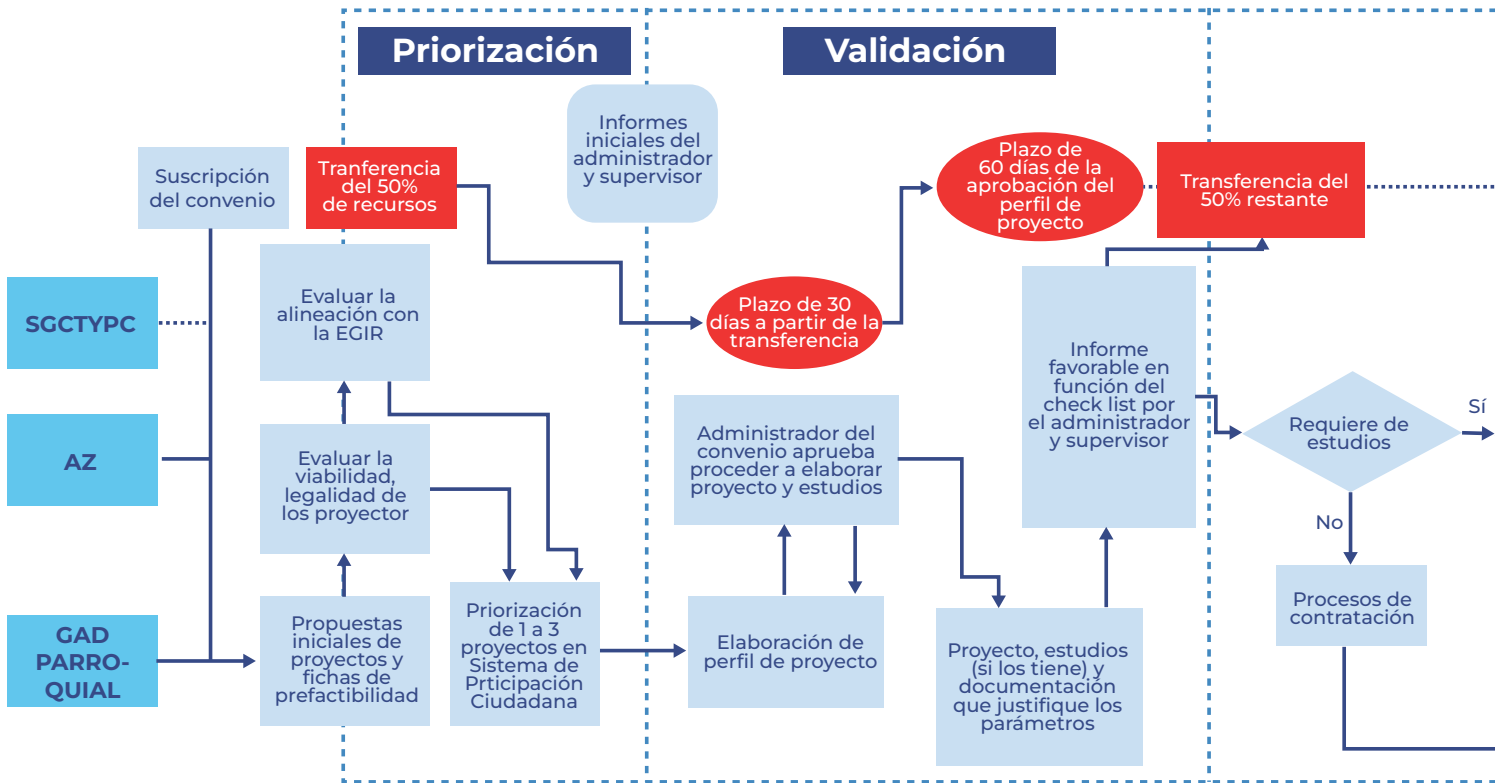 Priorización
Validación
Informes
iniciales del
administrador
y supervisor
Suscripción
del convenio
Tranferencia
del 50%
de recursos
Plazo de
60 días de la
aprobación del
perfil de
proyecto
Transferencia del
50% restante
SGCTYPC
Evaluar la
alineación con
la EGIR
Plazo de 30
días a partir de la
transferencia
Informe
favorable en
función del
check list por
el administrador
y supervisor
AZ
Evaluar la
viabilidad,
legalidad de
los proyector
Administrador del
convenio aprueba
proceder a elaborar
proyecto y estudios
Requiere de
estudios
Sí
No
GAD
PARRO-
QUIAL
Propuestas
iniciales de
proyectos y
fichas de
prefactibilidad
Priorización
de 1 a 3
proyectos en
Sistema de
Prticipación
Ciudadana
Elaboración de
perfil de proyecto
Proyecto, estudios
(si los tiene) y
documentación
que justifique los
parámetros
Procesos de
contratación